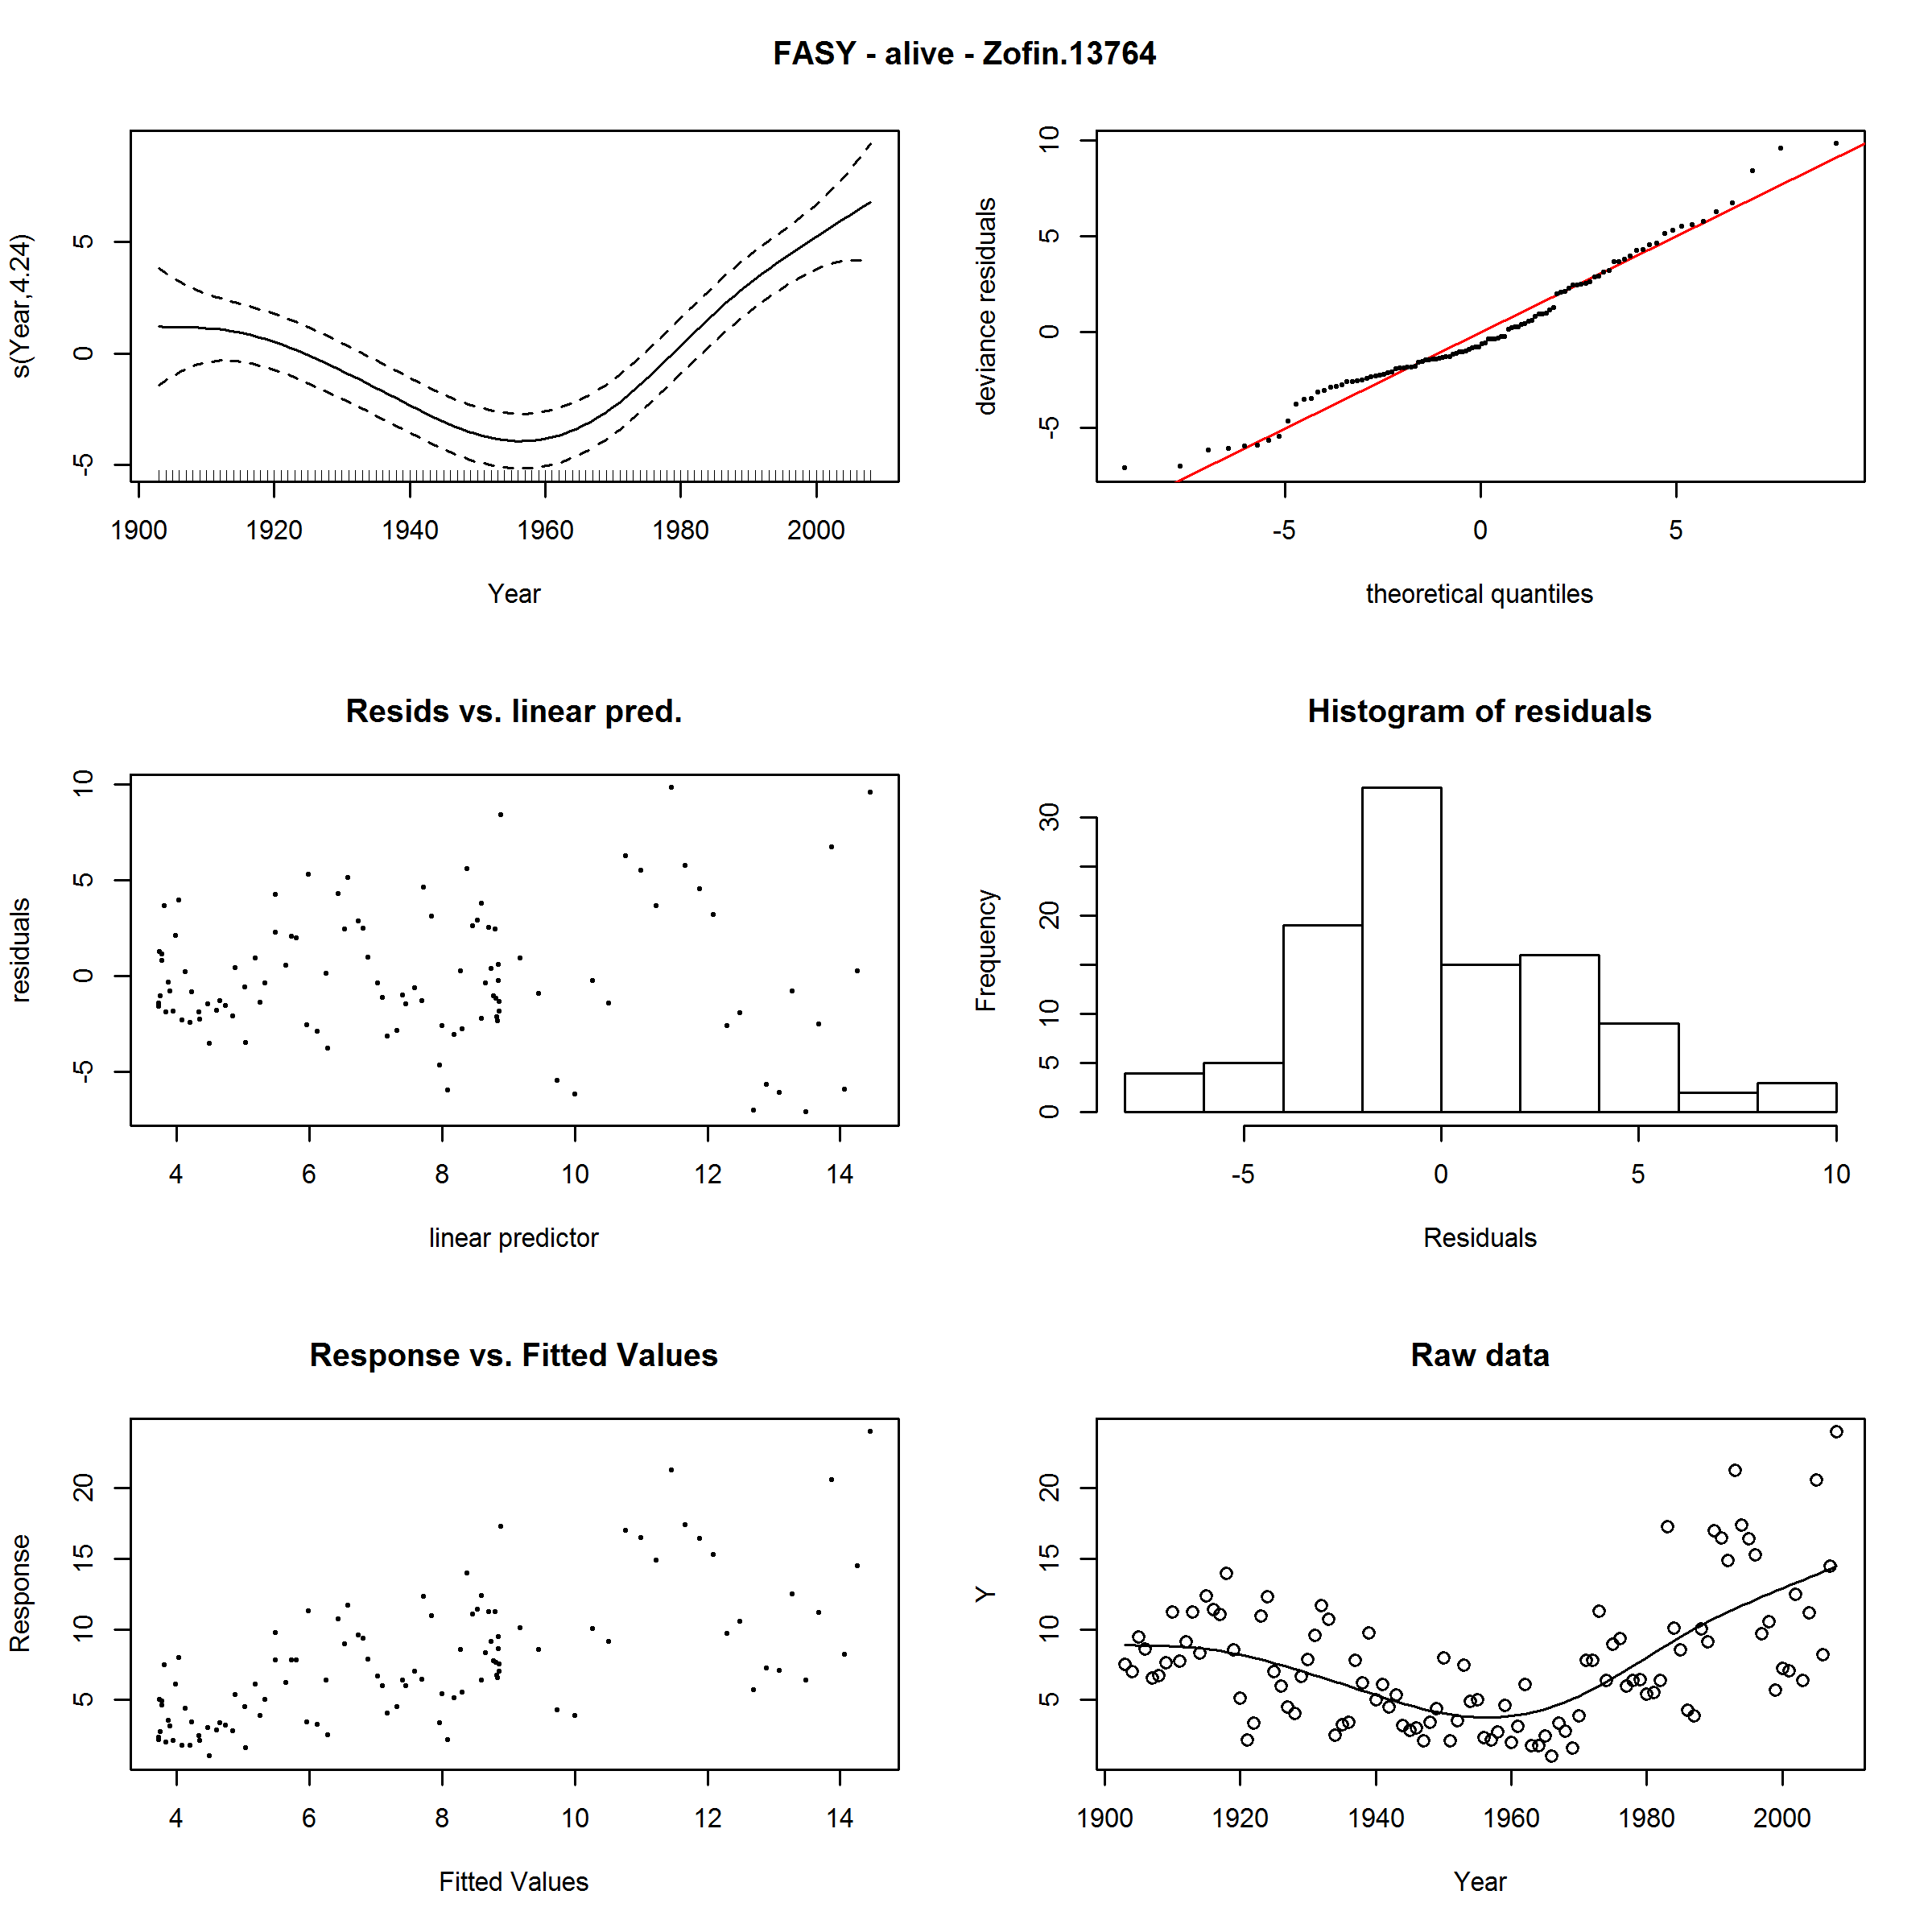 FASY - alive - Zofin.13764
s(Year,4.24)
5
0
-5
1900 1920 1940 1960 1980 2000
Year
deviance residuals
10
5
0
-5
-5 0 5
theoretical quantiles
Resids vs. linear pred.
residuals
10
5
0
-5
4 6 8 10 12 14
linear predictor
Histogram of residuals
Frequency
30
20
10
5
0
-5 0 5 10
Residuals
Response vs. Fitted Values
Response
20
15
10
5
4 6 8 10 12 14
Fitted Values
Raw data
Y
20
15
10
5
1900 1920 1940 1960 1980 2000
Year